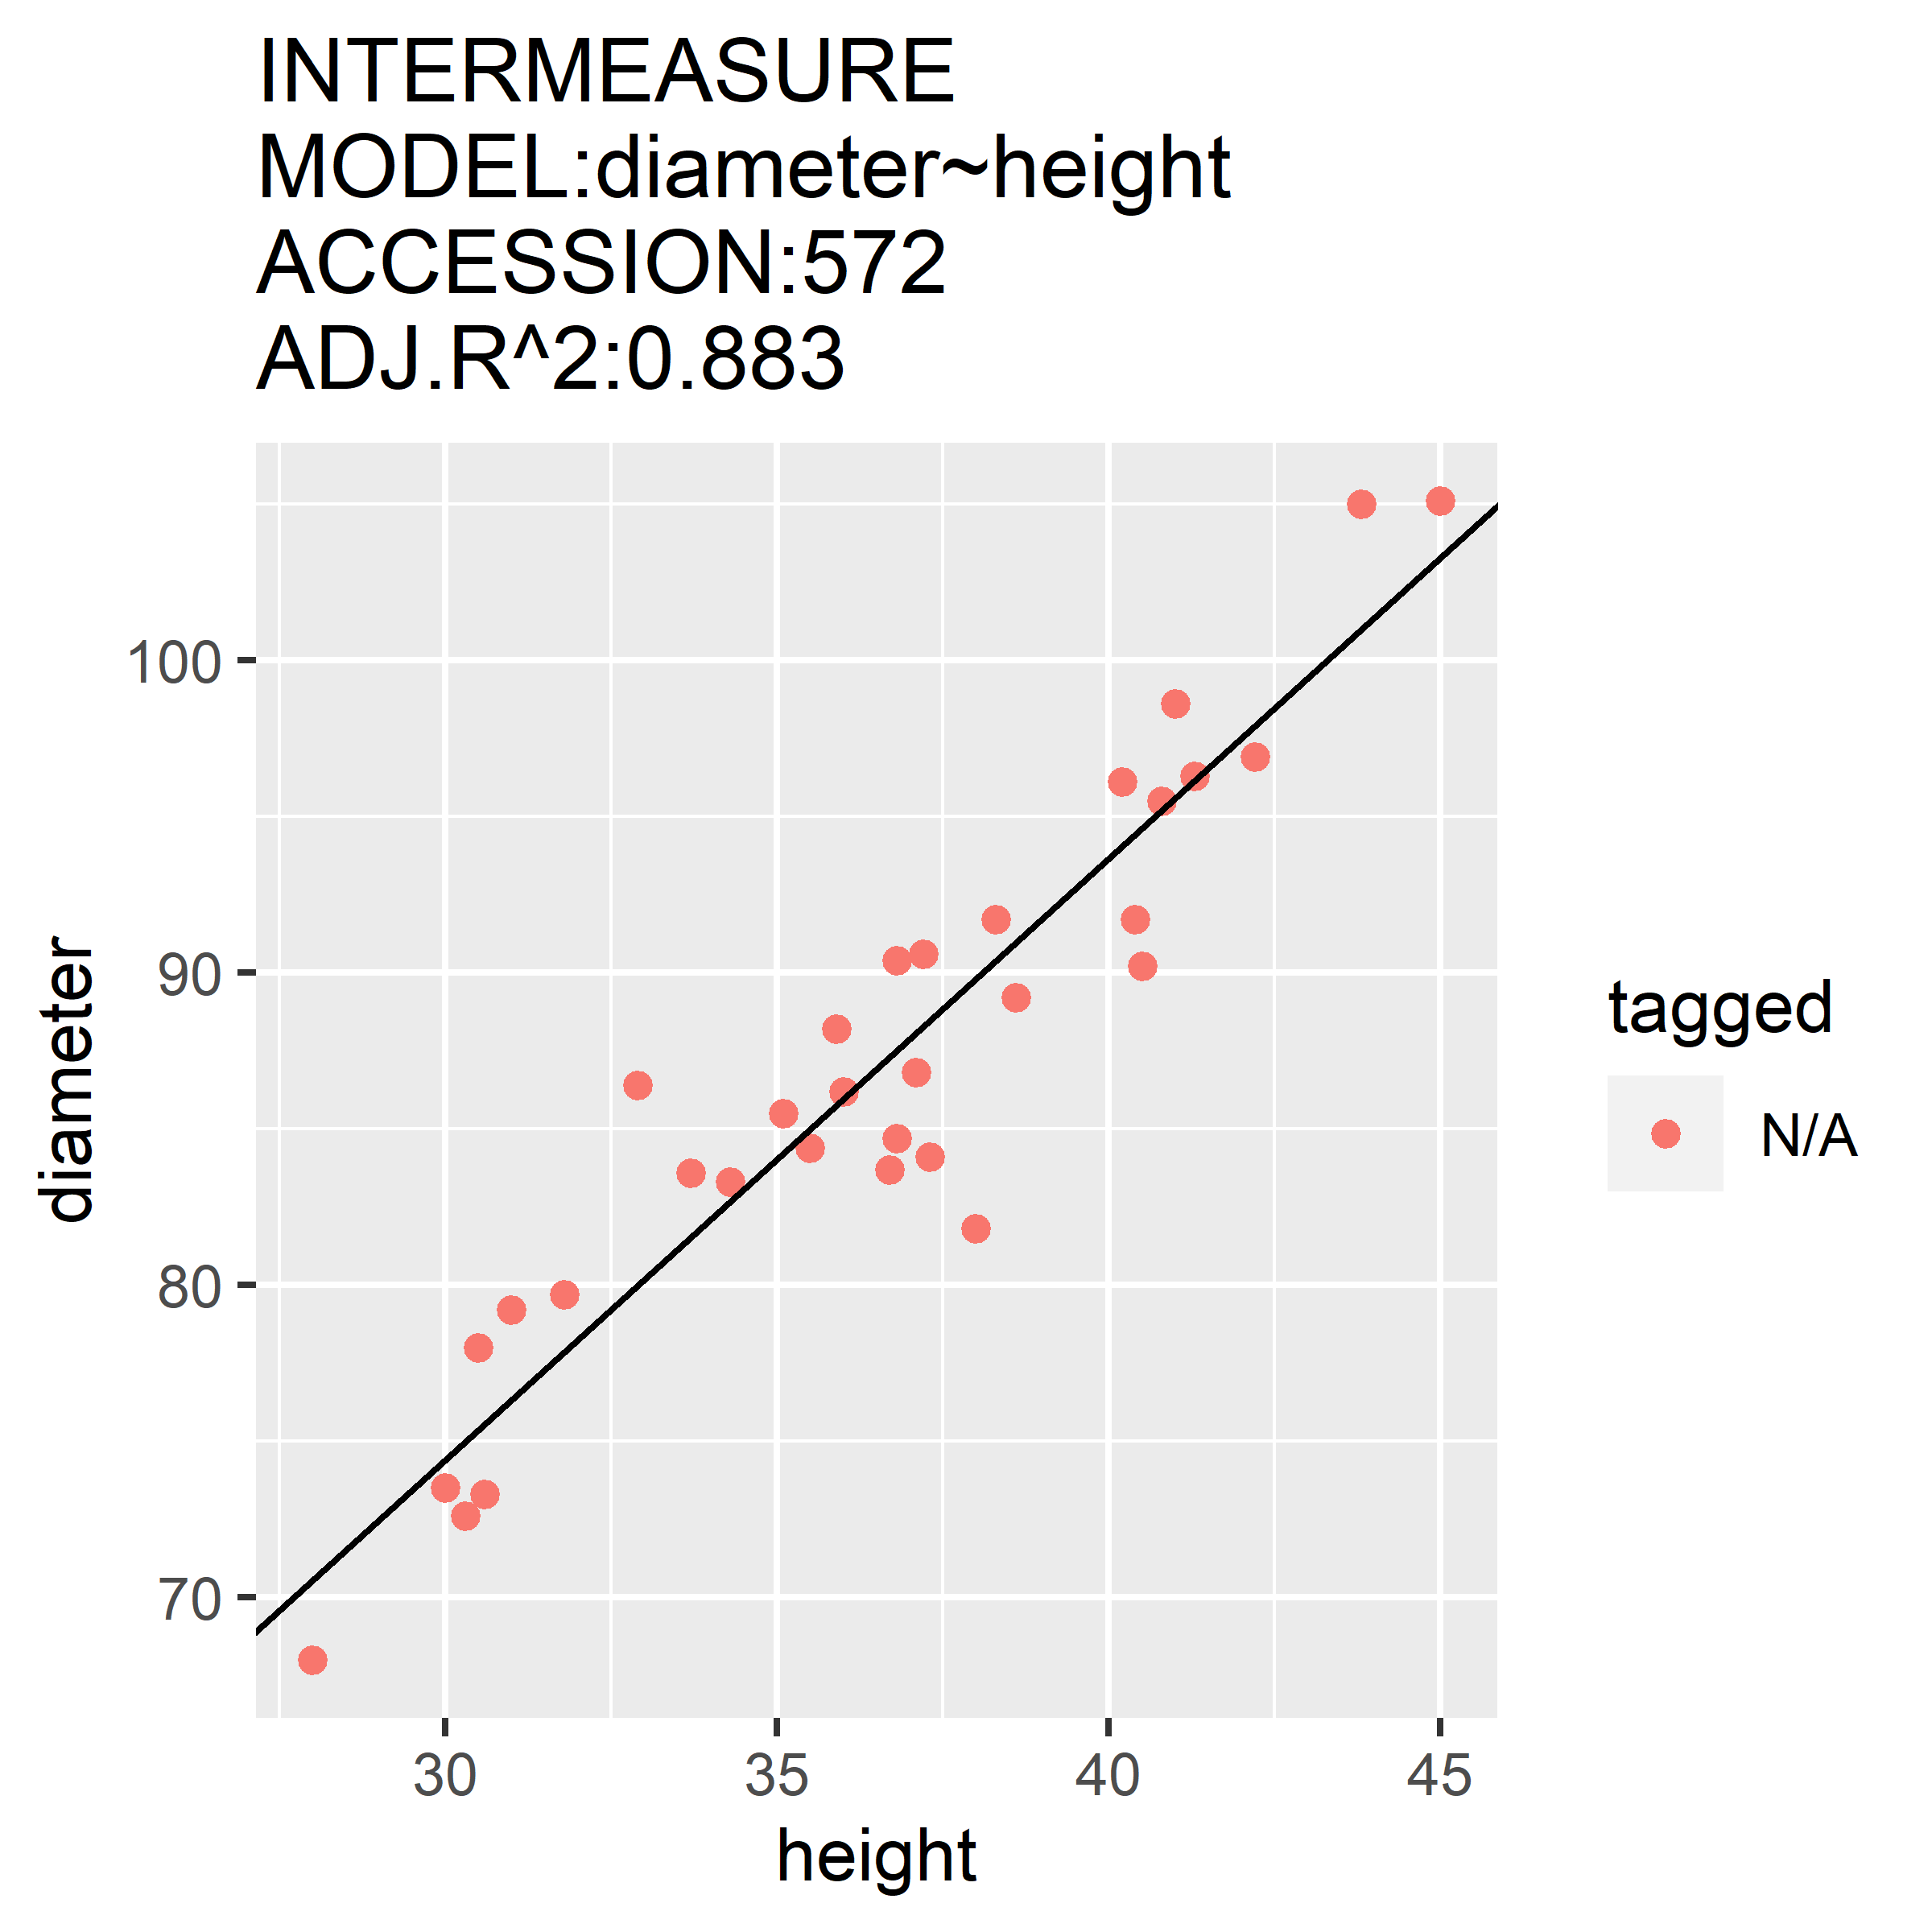 INTERMEASURE
MODEL:diameter~height
ACCESSION:572
ADJ.R^2:0.883
100
90
80
70
diameter
30 35 40 45
height
tagged
N/A